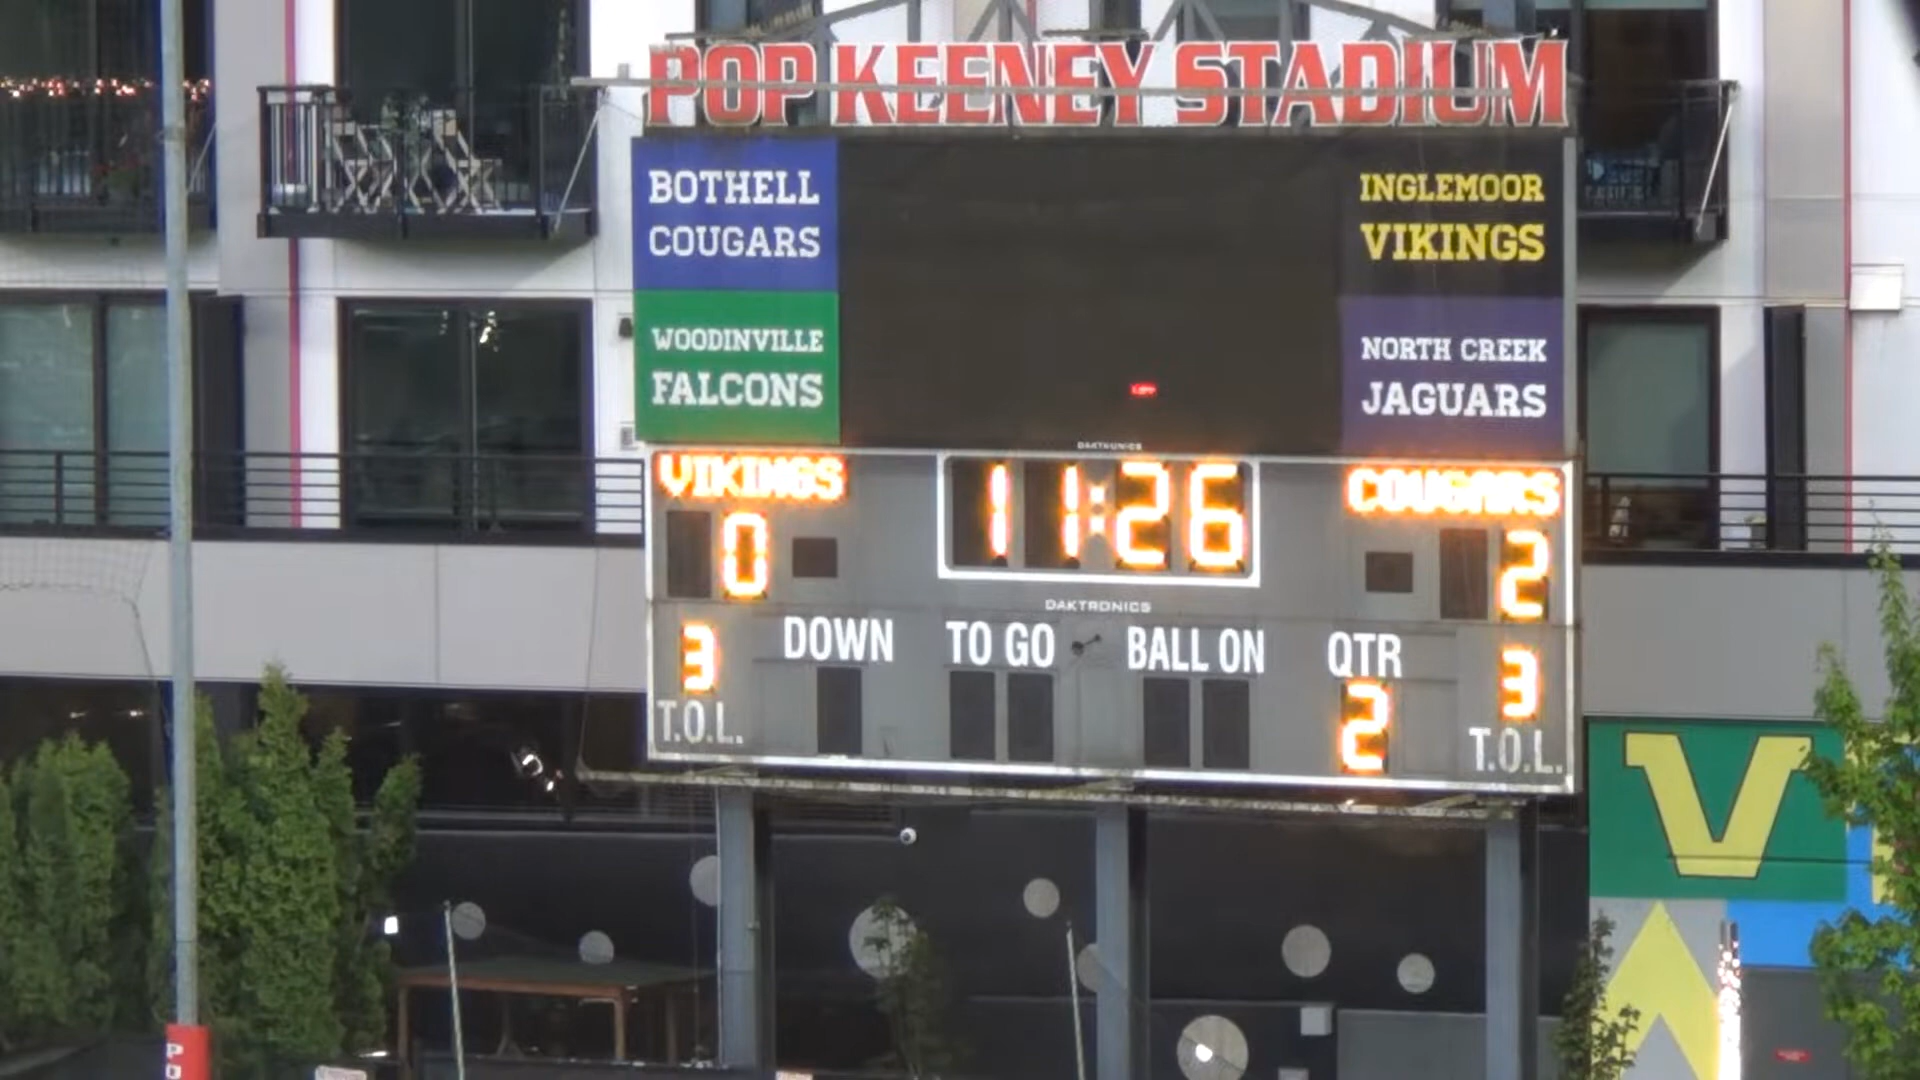 POP KEENEY STADIUM
BOTHELL
COUGARS
INGLEMOOR
VIKINGS
WOODINVILLE
FALCONS
NORTH CREEK
JAGUARS
DAKTRONICS
VIKINGS
11:26
COUGARS
0
2
DAKTRONICS
DOWN
TO GO
BALL ON
QTR
3
2
3
T.O.L.
T.O.L.
V
P